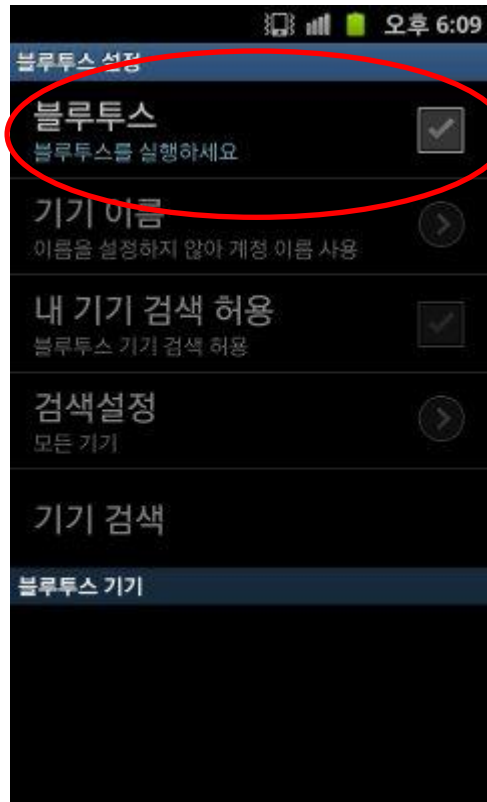 오후 6:09
블루투스 설정
블루투스
블루투스를 실행하세요
기기 이름
이름을 설정하지 않아 계정 이름 사용
내 기기 검색 허용
블루투스 기기 검색 허용
검색설정
모든 기기
기기 검색
블루투스 기기